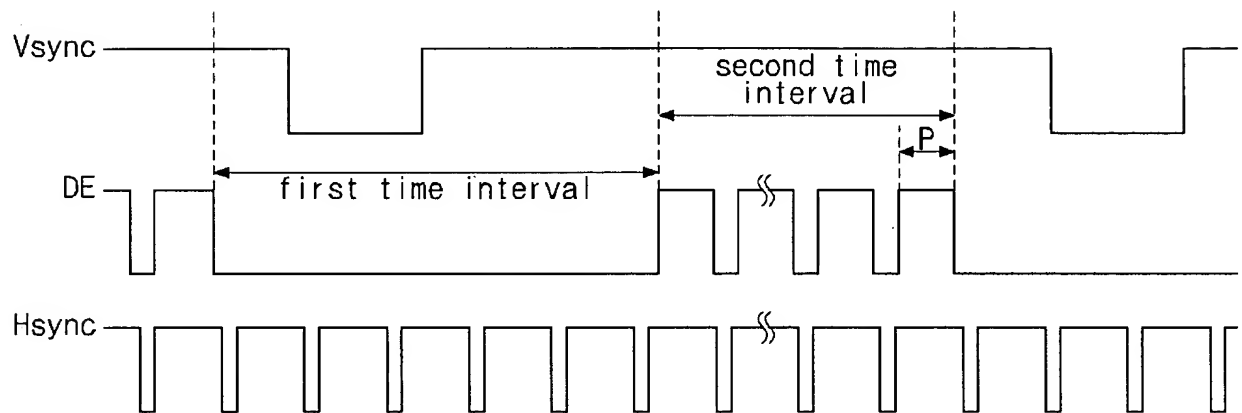 Vsync
second time
interval
P
DE
first time interval
Hsync